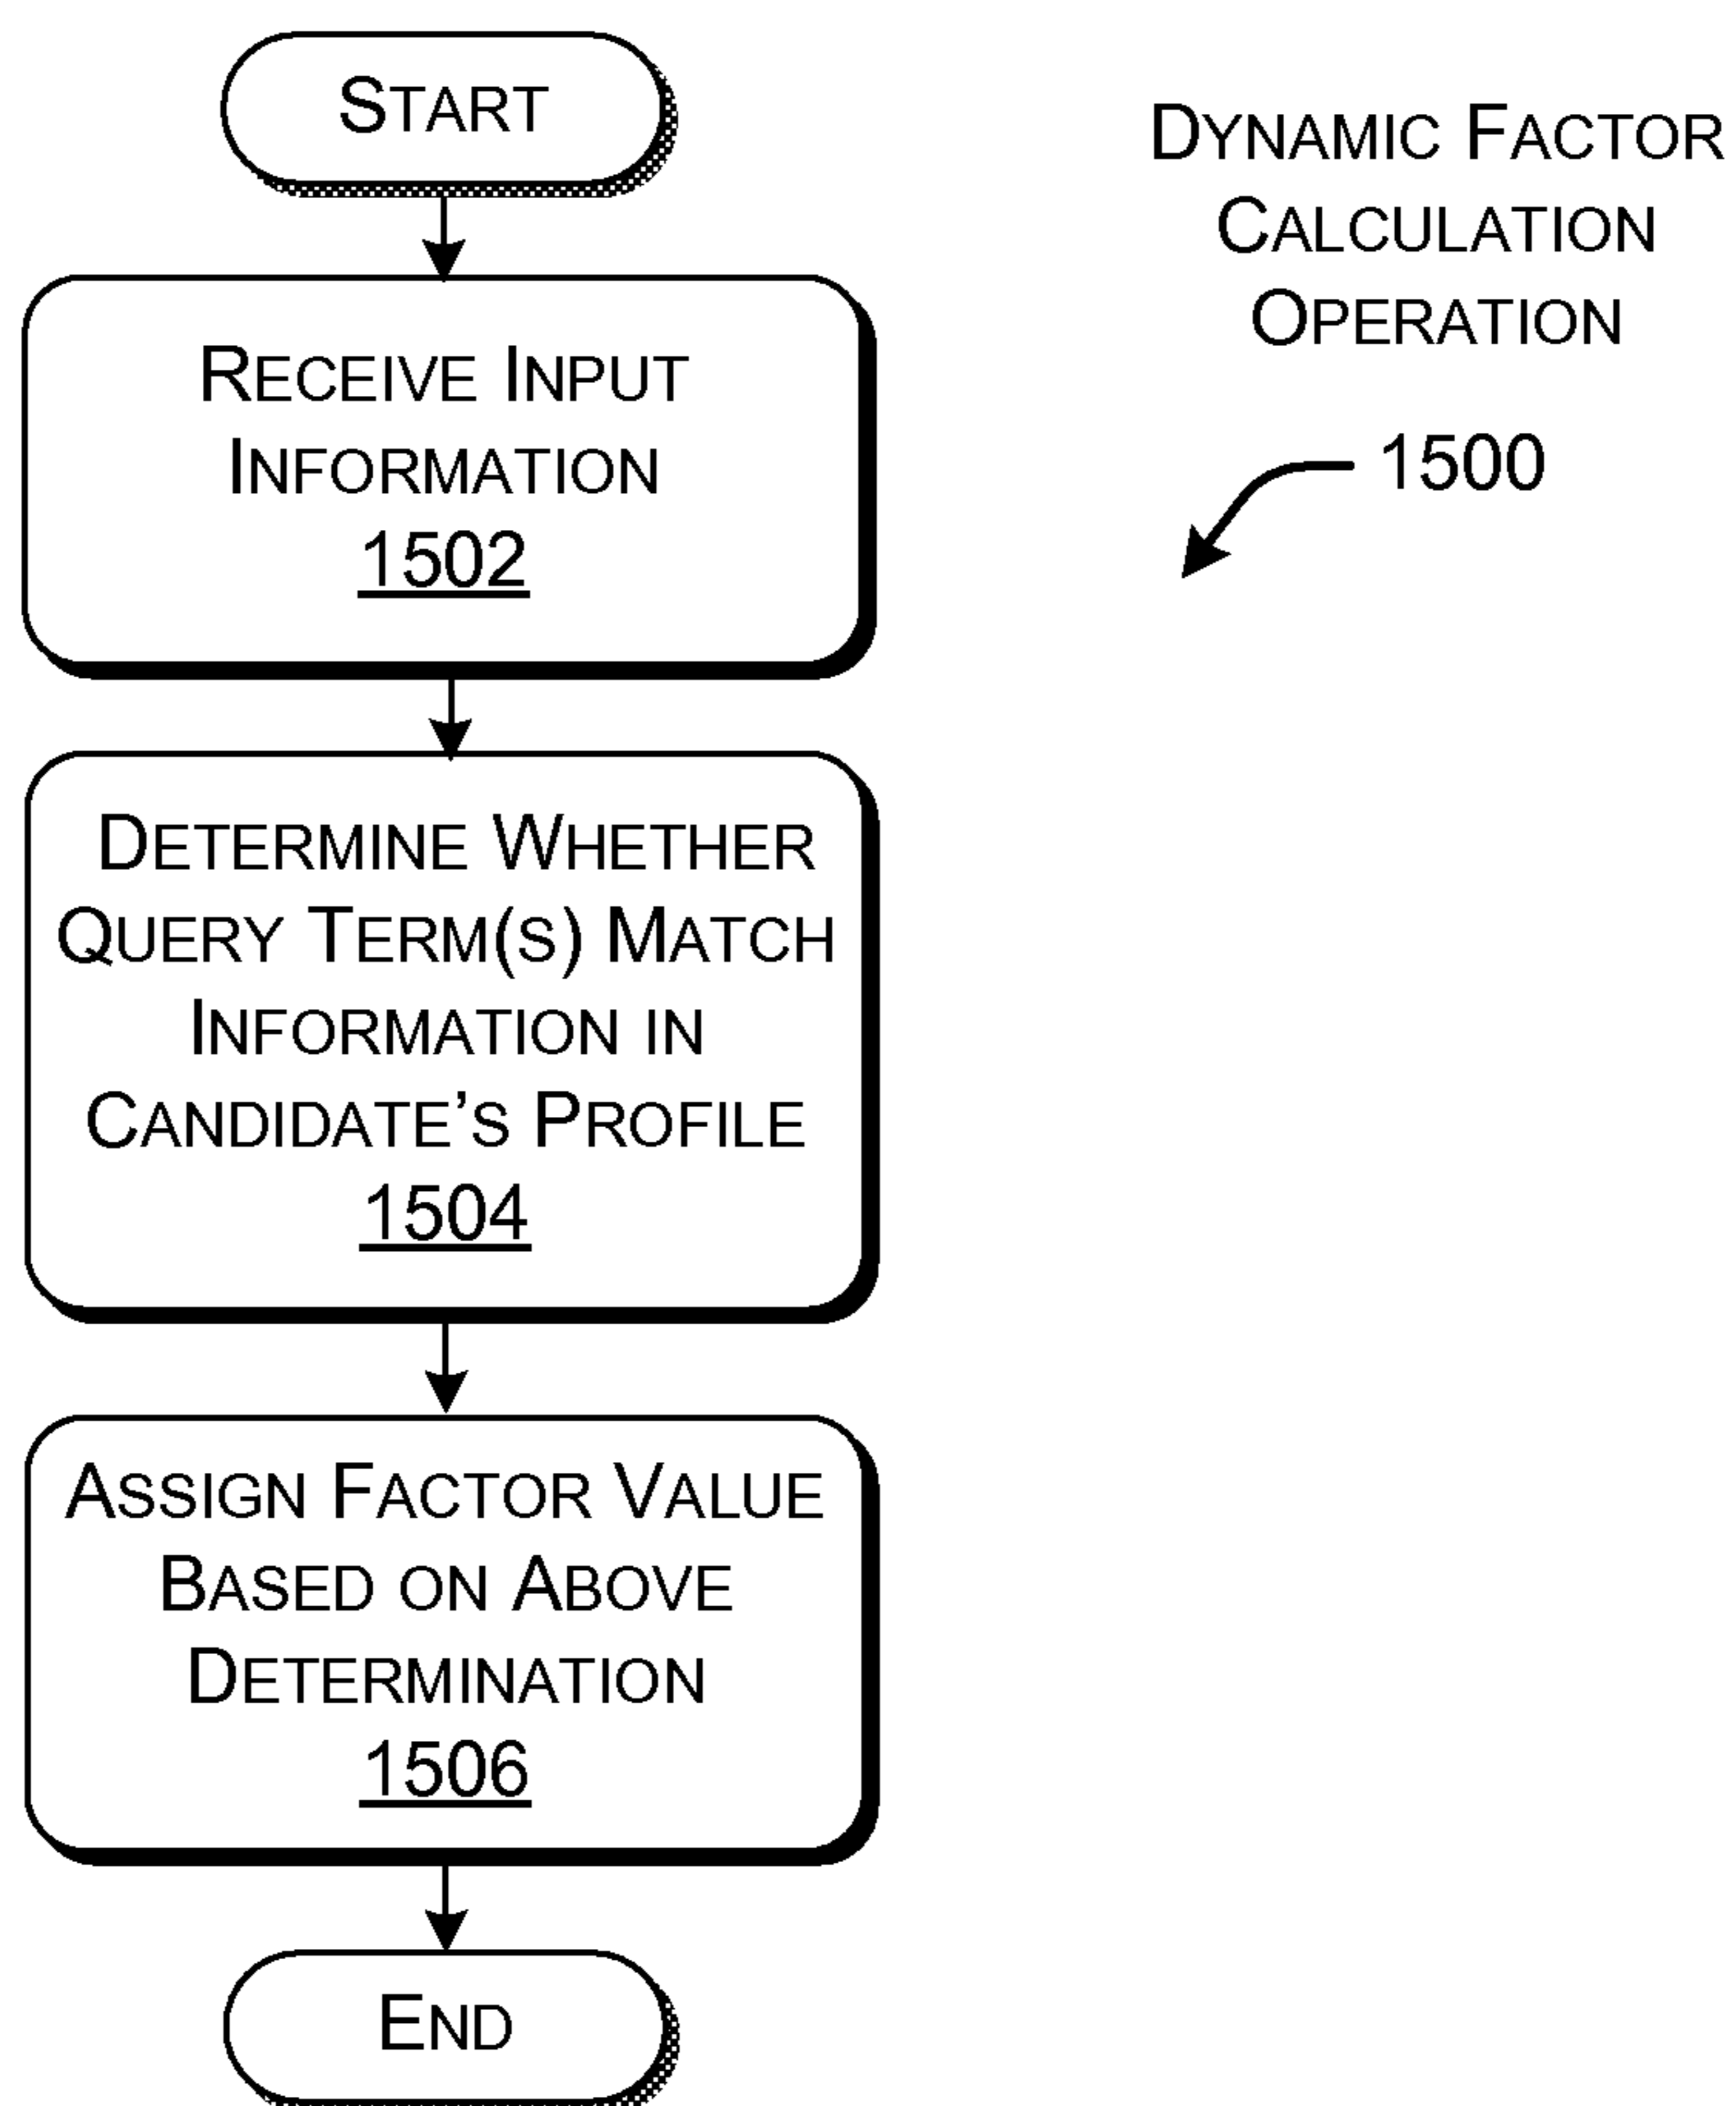 START
RECEIVE INPUT
INFORMATION
1502
DETERMINE WHETHER
QUERY TERM(S) MATCH
INFORMATION IN
CANDIDATE'S PROFILE
1504
ASSIGN FACTOR VALUE
BASED ON ABOVE
DETERMINATION
1506
END
DYNAMIC FACTOR
CALCULATION
OPERATION
1500